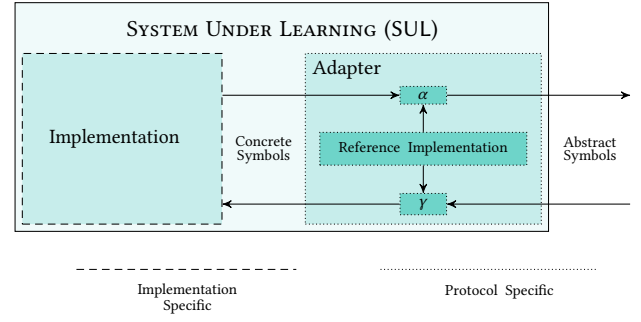 SYSTEM UNDER LEARNING (SUL)
Adapter
α
Implementation
Concrete
Symbols
Reference Implementation
Abstract
Symbols
γ
Implementation
Specific
Protocol Specific